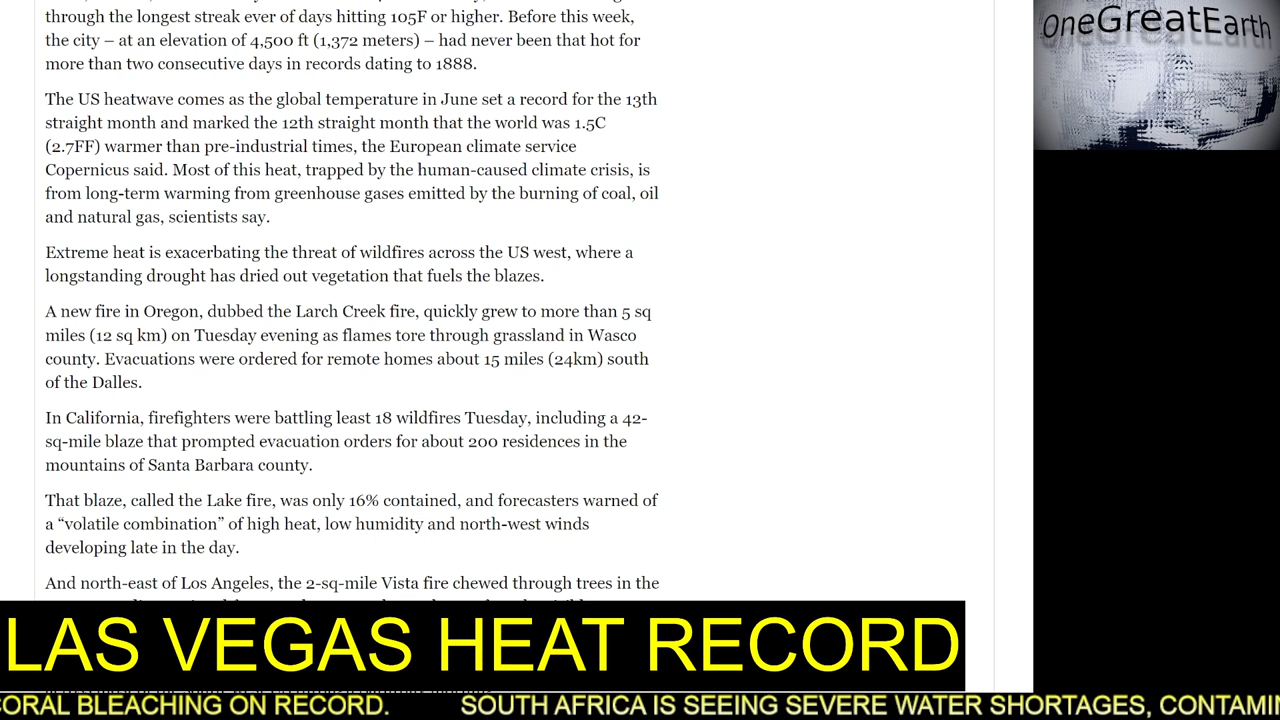 through the longest streak ever of days hitting 105F or higher. Before this week,
the city – at an elevation of 4,500 ft (1,372 meters) – had never been that hot for
more than two consecutive days in records dating to 1888.
The US heatwave comes as the global temperature in June set a record for the 13th
straight month and marked the 12th straight month that the world was 1.5C
(2.7FF) warmer than pre-industrial times, the European climate service
Copernicus said. Most of this heat, trapped by the human-caused climate crisis, is
from long-term warming from greenhouse gases emitted by the burning of coal, oil
and natural gas, scientists say.
Extreme heat is exacerbating the threat of wildfires across the US west, where a
longstanding drought has dried out vegetation that fuels the blazes.
A new fire in Oregon, dubbed the Larch Creek fire, quickly grew to more than 5 sq
miles (12 sq km) on Tuesday evening as flames tore through grassland in Wasco
county. Evacuations were ordered for remote homes about 15 miles (24km) south
of the Dalles.
In California, firefighters were battling least 18 wildfires Tuesday, including a 42-
sq-mile blaze that prompted evacuation orders for about 200 residences in the
mountains of Santa Barbara county.
That blaze, called the Lake fire, was only 16% contained, and forecasters warned of
a “volatile combination” of high heat, low humidity and north-west winds
developing late in the day.
And north-east of Los Angeles, the 2-sq-mile Vista fire chewed through trees in the
OneGreatEarth
LAS VEGAS HEAT RECORD
CORAL BLEACHING ON RECORD. SOUTH AFRICA IS SEEING SEVERE WATER SHORTAGES, CONTAMI